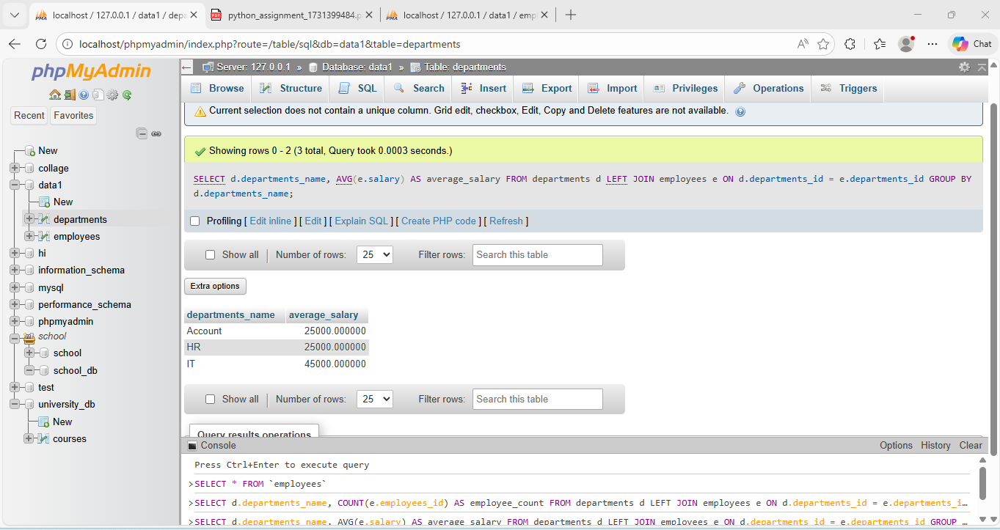 localhost / 127.0.0.1 / data1 / depa
python_assignment_1731399484.p
localhost / 127.0.0.1 / data1 / emp
localhost/phpmyadmin/index.php?route=/table/sql&db=data1&table=departments
Chat
phpMyAdmin
Recent
Favorites
New
collage
data1
New
departments
employees
hi
information_schema
mysql
performance_schema
phpmyadmin
school
school
school_db
test
university_db
New
courses
Server: 127.0.0.1 » Database: data1 » Table: departments
Browse
Structure
SQL
Search
Insert
Export
Import
Privileges
Operations
Triggers
Current selection does not contain a unique column. Grid edit, checkbox, Edit, Copy and Delete features are not available.
Showing rows 0 - 2 (3 total, Query took 0.0003 seconds.)
SELECT d.departments_name, AVG(e.salary) AS average_salary FROM departments d LEFT JOIN employees e ON d.departments_id = e.departments_id GROUP BY
d.departments_name;
Profiling [ Edit inline ] [ Edit ] [ Explain SQL ] [ Create PHP code ] [ Refresh ]
Show all | Number of rows: 25 Filter rows: Search this table
Extra options
departments_name average_salary
Account 25000.000000
HR 25000.000000
IT 45000.000000
Show all | Number of rows: 25 Filter rows: Search this table
Query results operations
Console Options History Clear
Press Ctrl+Enter to execute query
>SELECT * FROM `employees`
>SELECT d.departments_name, COUNT(e.employees_id) AS employee_count FROM departments d LEFT JOIN employees e ON d.departments_id = e.departments_i…
>SELECT d.departments_name, AVG(e.salary) AS average_salary FROM departments d LEFT JOIN employees e ON d.departments_id = e.departments_id GROUP …